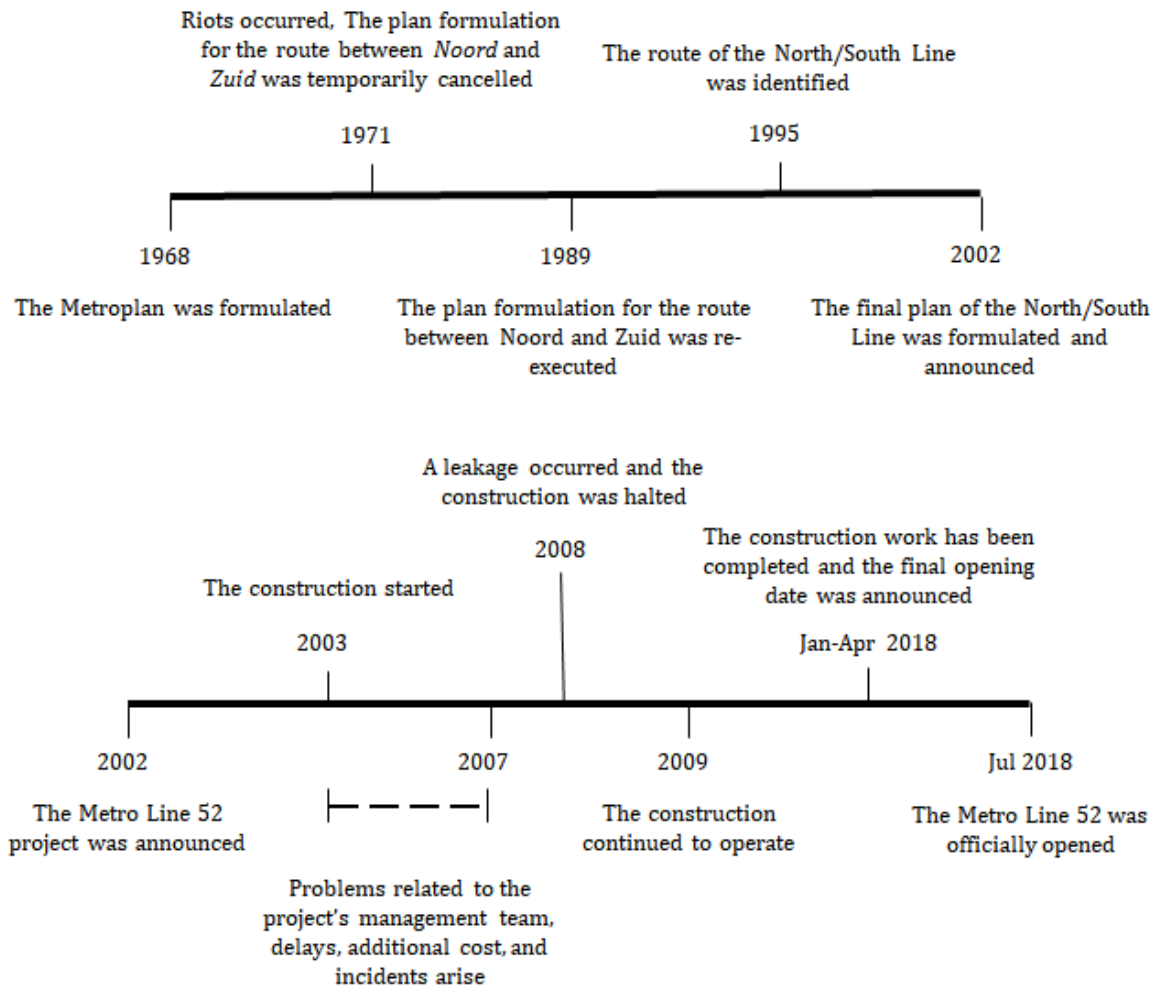 Riots occurred, The plan formulation
for the route between Noord and
Zuid was temporarily cancelled
1971
The route of the North/South Line
was identified
1995
1968
The Metroplan was formulated
1989
The plan formulation for the route
between Noord and Zuid was re-
executed
2002
The final plan of the North/South
Line was formulated and
announced
A leakage occurred and the
construction was halted
2008
The construction work has been
completed and the final opening
date was announced
Jan-Apr 2018
The construction started
2003
2002
The Metro Line 52
project was announced
2007
Problems related to the
project's management team,
delays, additional cost, and
incidents arise
2009
The construction
continued to operate
Jul 2018
The Metro Line 52 was
officially opened